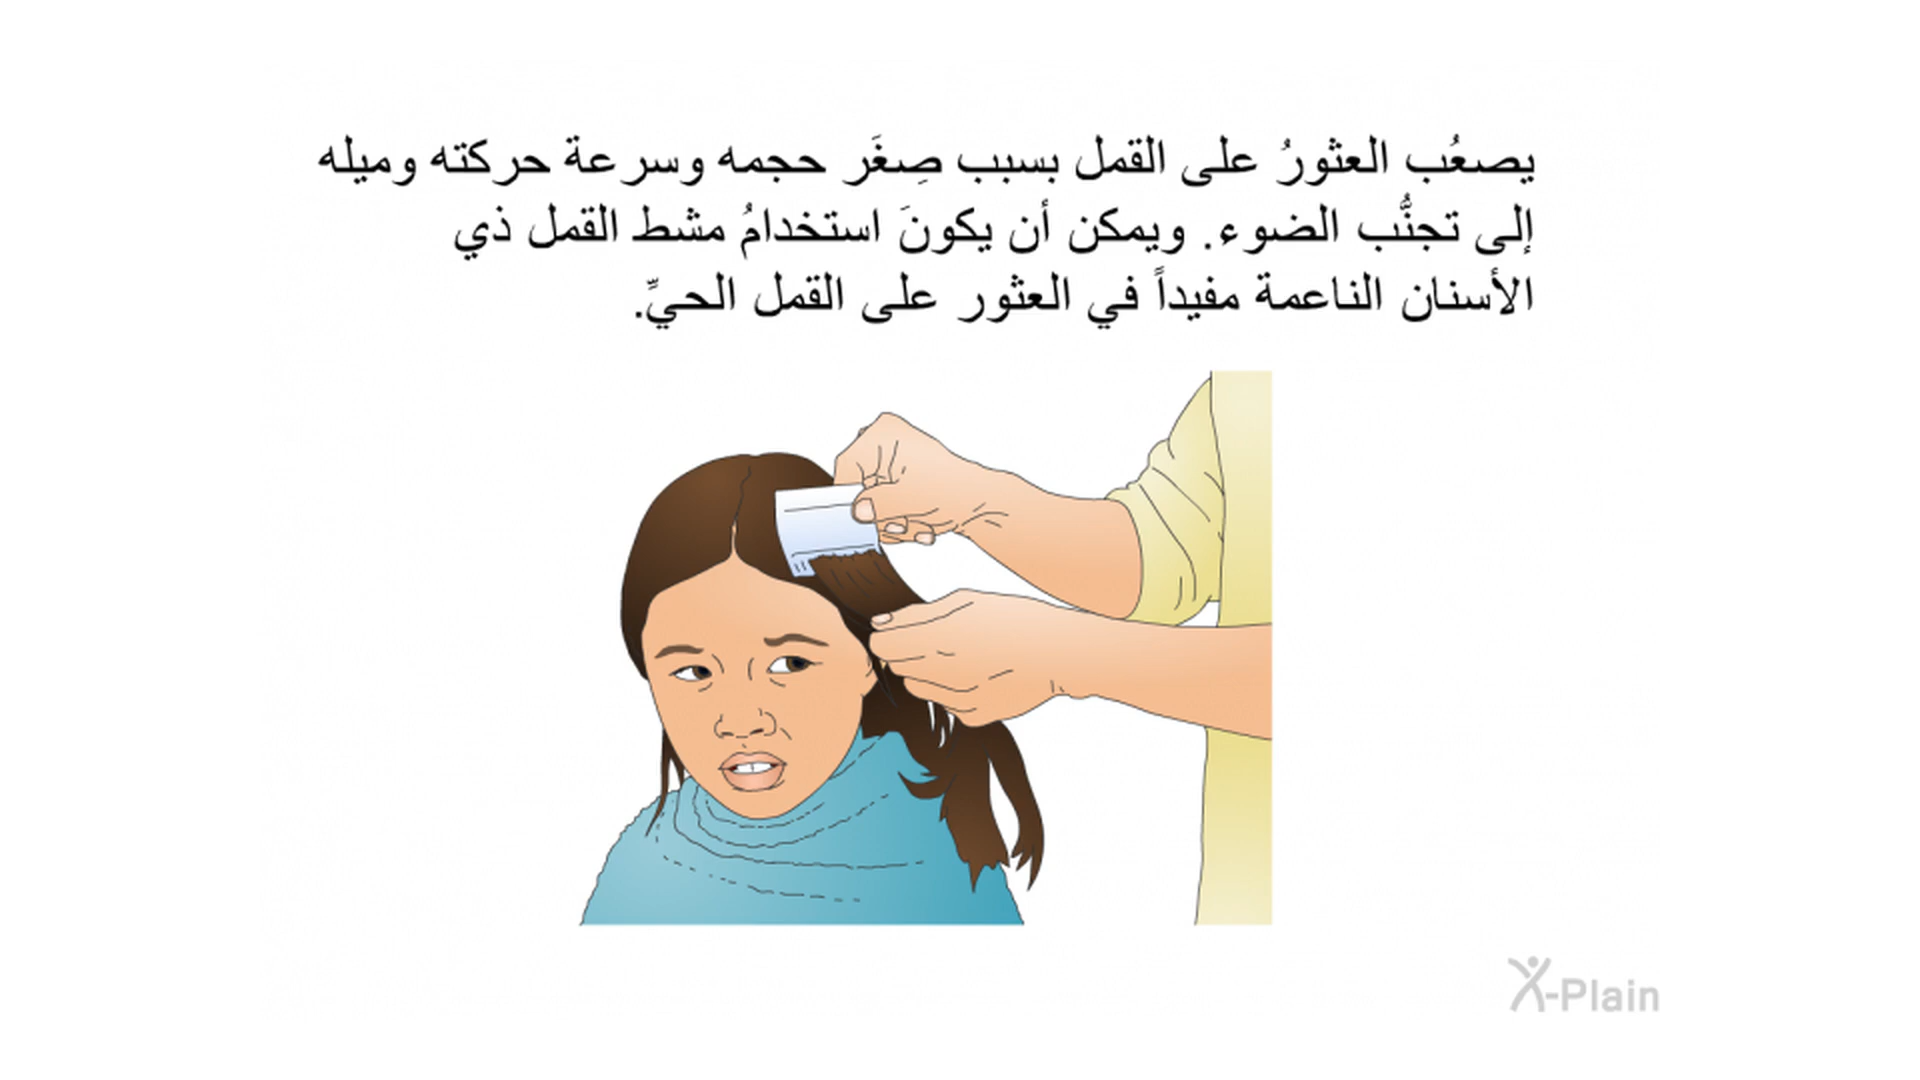 يصعُب العثورُ على القمل بسبب صِغَر حجمه وسرعة حركته وميله
إلى تجنُّب الضوء. ويمكن أن يكونَ استخدامُ مشط القمل ذي
الأسنان الناعمة مفيداً في العثور على القمل الحيِّ.
X-Plain